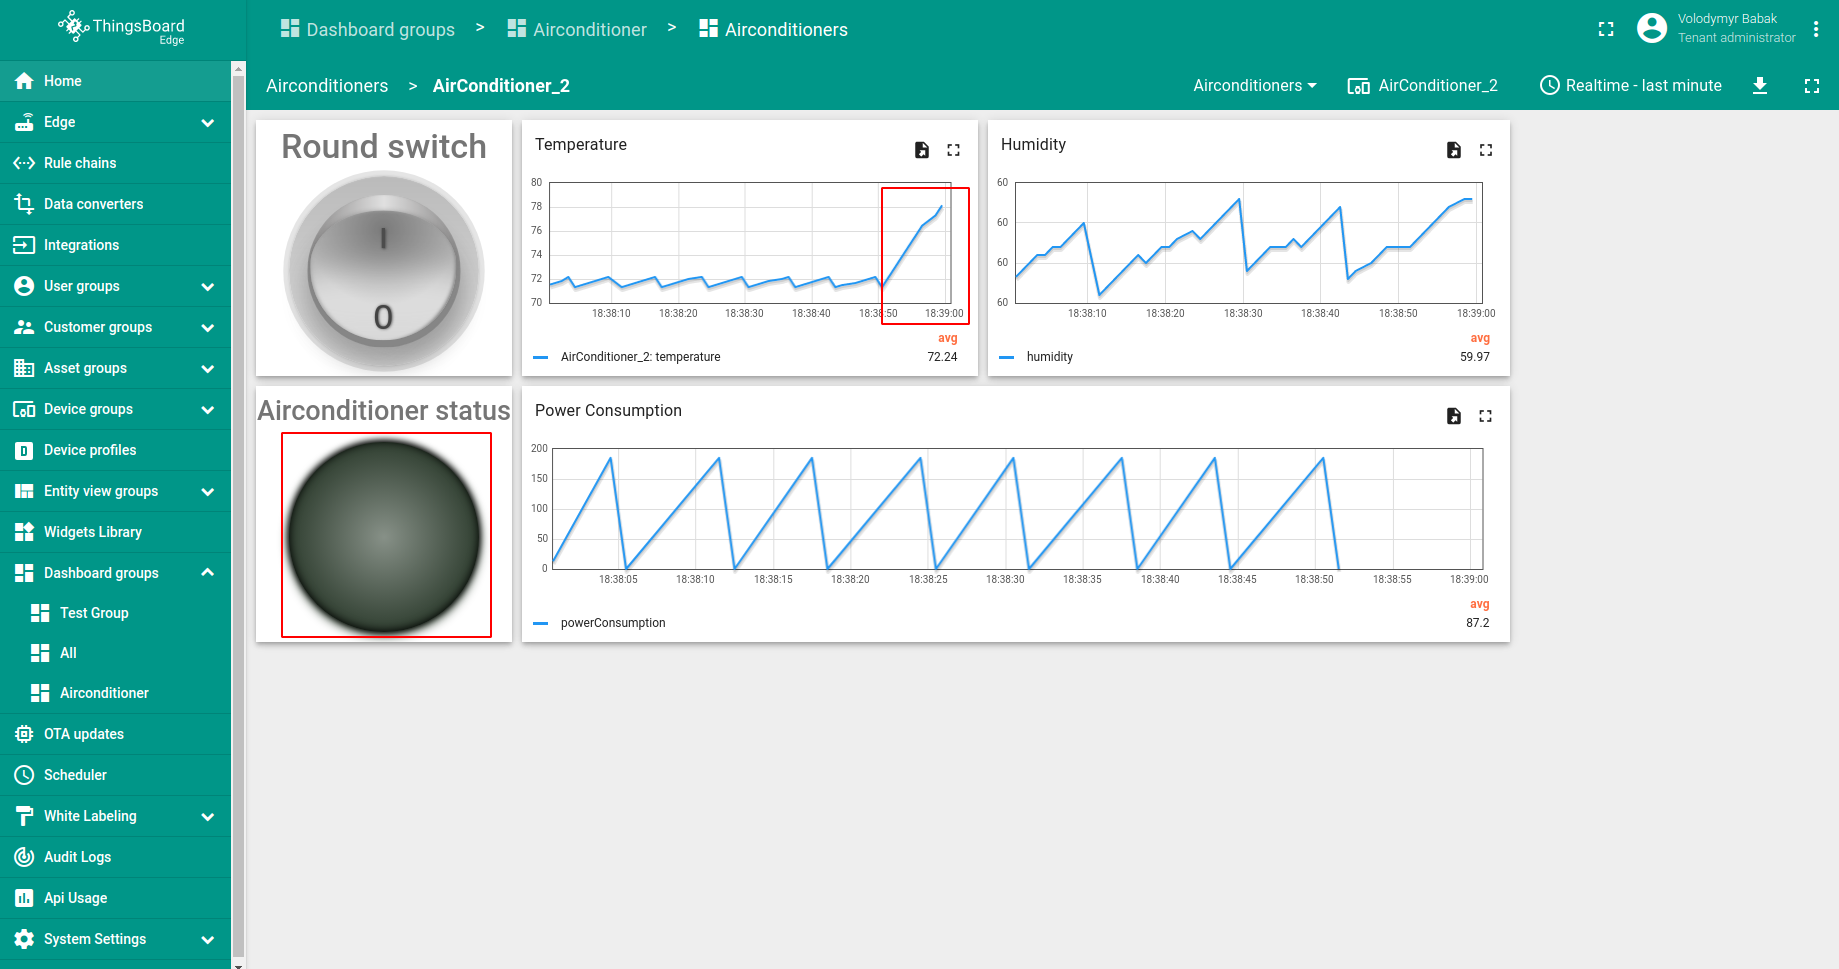 ThingsBoard
Edge
Dashboard groups > Airconditioner > Airconditioners
Volodymyr Babak
Tenant administrator
Airconditioners > AirConditioner_2
Airconditioners
AirConditioner_2
Realtime - last minute
Home
Edge
Rule chains
Data converters
Integrations
User groups
Customer groups
Asset groups
Device groups
Device profiles
Entity view groups
Widgets Library
Dashboard groups
Test Group
All
Airconditioner
OTA updates
Scheduler
White Labeling
Audit Logs
Api Usage
System Settings
Round switch
I
0
Temperature
80
78
76
74
72
70
18:38:10 18:38:20 18:38:30 18:38:40 18:38:50 18:39:00
avg
AirConditioner_2: temperature 72.24
Humidity
60
60
60
60
18:38:10 18:38:20 18:38:30 18:38:40 18:38:50 18:39:00
avg
humidity 59.97
Airconditioner status
Power Consumption
200
150
100
50
0
18:38:05 18:38:10 18:38:15 18:38:20 18:38:25 18:38:30 18:38:35 18:38:40 18:38:45 18:38:50 18:38:55 18:39:00
avg
powerConsumption 87.2